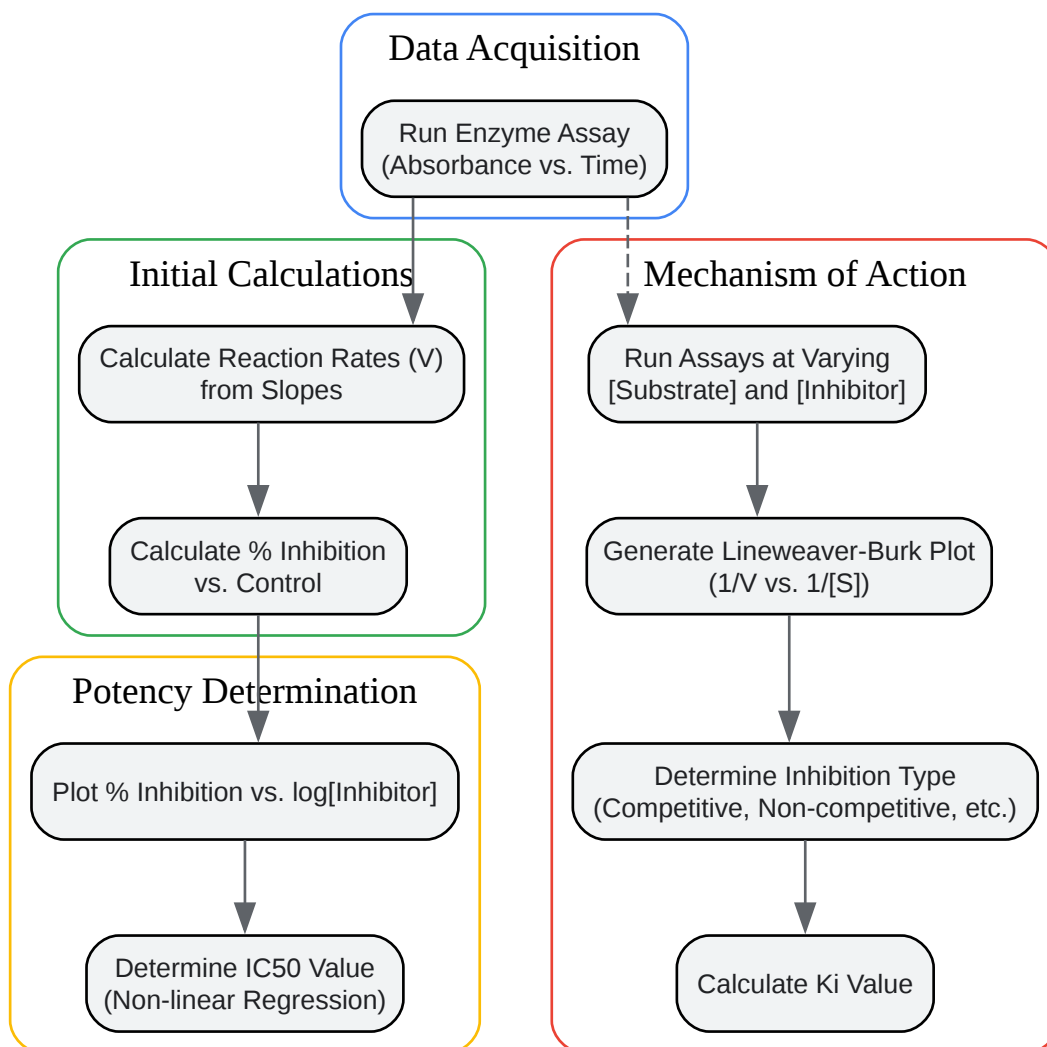 Data Acquisition
Run Enzyme Assay
(Absorbance vs. Time)
Initial Calculations
Calculate Reaction Rates (V)
from Slopes
Calculate % Inhibition
vs. Control
Potency Determination
Plot % Inhibition vs. log[Inhibitor]
Determine IC50 Value
(Non-linear Regression)
Mechanism of Action
Run Assays at Varying
[Substrate] and [Inhibitor]
Generate Lineweaver-Burk Plot
(1/V vs. 1/[S])
Determine Inhibition Type
(Competitive, Non-competitive, etc.)
Calculate Ki Value